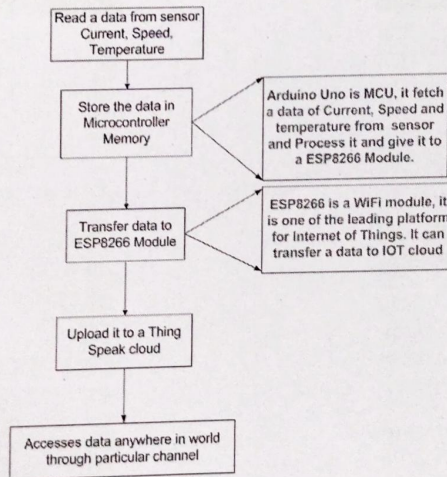 Read a data from sensor
Current, Speed,
Temperature
Store the data in
Microcontroller
Memory
Arduino Uno is MCU, it fetch
a data of Current, Speed and
temperature from sensor
and Process it and give it to
a ESP8266 Module.
Transfer data to
ESP8266 Module
ESP8266 is a WiFi module, it
is one of the leading platform
for Internet of Things. It can
transfer a data to IOT cloud
Upload it to a Thing
Speak cloud
Accesses data anywhere in world
through particular channel